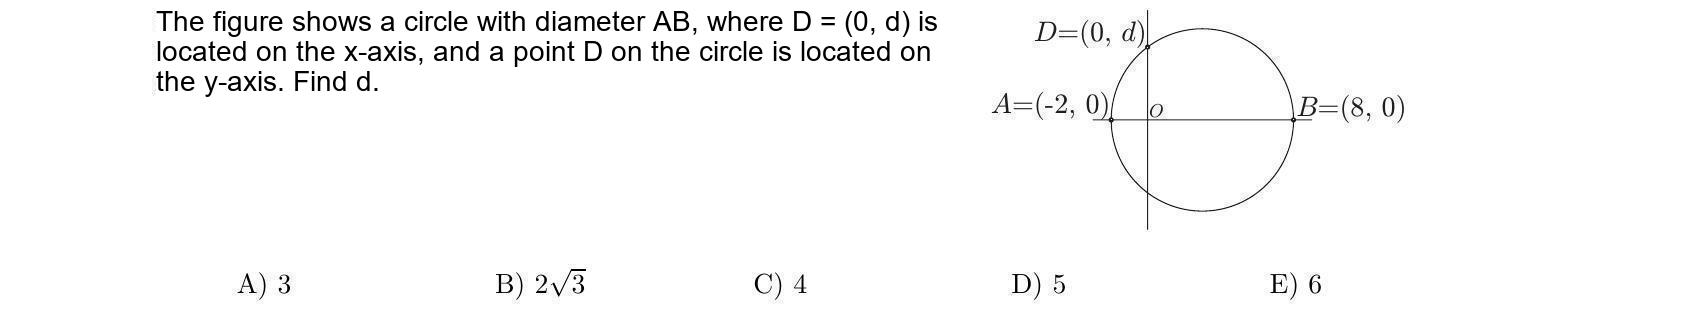 The figure shows a circle with diameter AB, where D = (0, d) is
located on the x-axis, and a point D on the circle is located on
the y-axis. Find d.
D=(0, d)
A=(-2, 0)
O
B=(8, 0)
A) 3
B) 2√3
C) 4
D) 5
E) 6